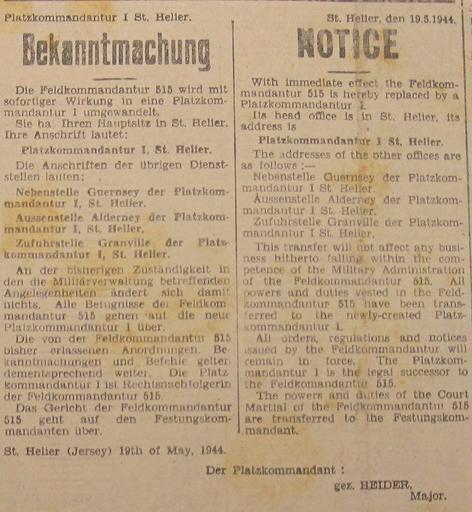 Platzkommandantur I St. Helier.
Bekanntmachung
Die Feldkommandantur 515 wird mit
sofortiger Wirkung in eine Platzkom-
mandantur I umgewandelt.
Sie ha Ihren Hauptsitz in St. Helier.
Ihre Anschrift lautet:
Platzkommandantur I, St. Helier.
Die Anschriften der übrigen Dienst-
stellen lauten:
Nebenstelle Guernsey der Platzkom-
mandantur I, St. Helier.
Aussenstelle Alderney der Platzkom-
mandantur I, St. Helier.
Zufuhrstelle Granville der Platz-
kommandantur I, St. Helier.
An der bisherigen Zuständigkeit in
den die Militärverwaltung betreffenden
Angelegenheiten ändert sich damit
nichts. Alle Befugnisse der Feldkom
mandantur 515 gehen auf die neue
Platzkommandantur I über.
Die von der Feldkommandantur 515
bisher erlassenen Anordnungen, Be-
kanntmachungen und Befehle gelten
dementsprechend weiter. Die Platz
kommandantur I ist Rechtsnachfolgerin
der Feldkommandantur 515.
Das Gericht der Feldkommandantur
515 geht auf den Festungskom-
mandanten über.
St. Helier (Jersey) 19th of May, 1944.
St. Helier, den 19.5.1944.
NOTICE
With immediate effect the Feldkom-
mandantur 515 is hereby replaced by a
Platzkommandantur I.
Its head office is in St. Helier, its
address is
Platzkommandantur I St. Helier.
The addresses of the other offices are
as follows:—
Nebenstelle Guernsey der Platzkom-
mandantur I St. Helier.
Aussenstelle Alderney der Platzkom-
mandantur I St. Helier.
Zufuhrstelle Granville der Platzkom-
mandantur I St. Helier.
This transfer will not affect any busi-
ness hitherto falling within the com-
petence of the Military Administration
of the Feldkommandantur 515. All
powers and duties vested in the Feld-
kommandantur 515 have been trans-
ferred to the newly-created Platz-
kommandantur I.
All orders, regulations and notices
issued by the Feldkommandantur will
remain in force. The Platzkom-
mandantur I is the legal successor to
the Feldkommandantur 515.
The powers and duties of the Court
Martial of the Feldkommandantur 515
are transferred to the Festungskom-
mandant.
Der Platzkommandant:
gez. HEIDER,
Major.